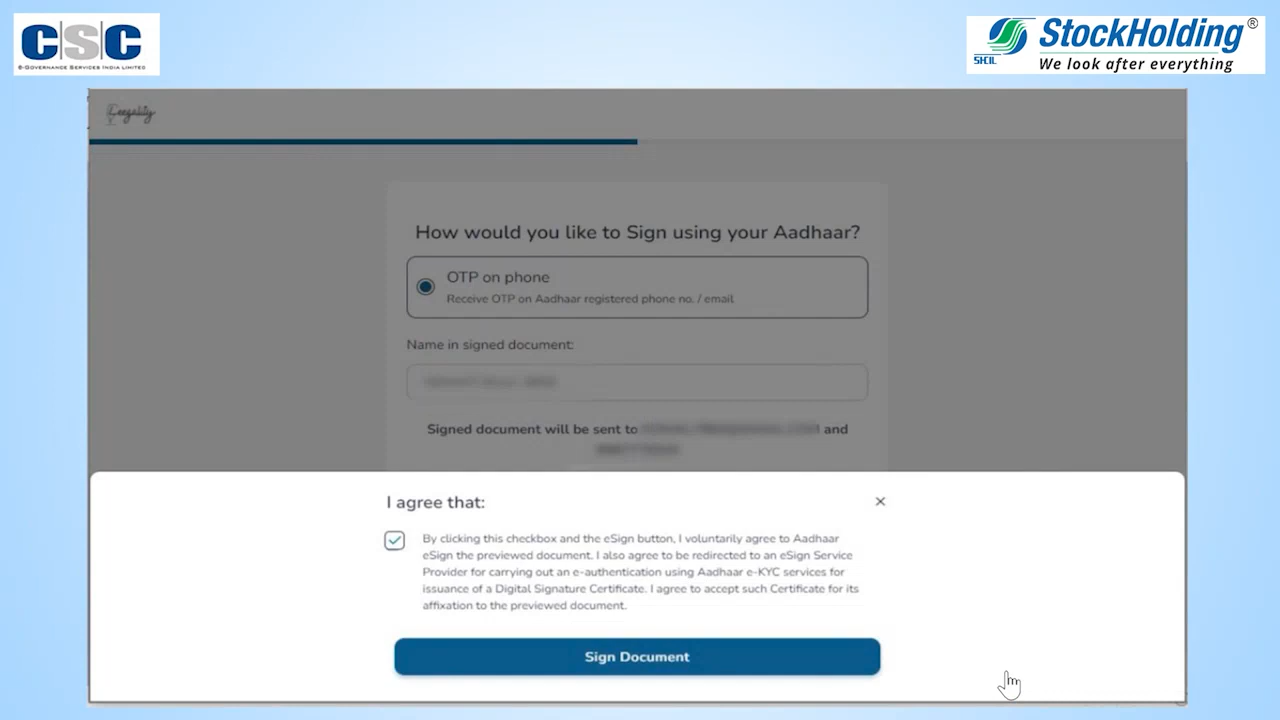 CSC
E-GOVERNANCE SERVICES INDIA LIMITED
SHCIL
StockHolding®
We look after everything
Leegality
How would you like to Sign using your Aadhaar?
OTP on phone
Receive OTP on Aadhaar registered phone no. / email
Name in signed document:
Signed document will be sent to
and
I agree that:
By clicking this checkbox and the eSign button, I voluntarily agree to Aadhaar
eSign the previewed document. I also agree to be redirected to an eSign Service
Provider for carrying out an e-authentication using Aadhaar e-KYC services for
issuance of a Digital Signature Certificate. I agree to accept such Certificate for its
affixation to the previewed document.
Sign Document